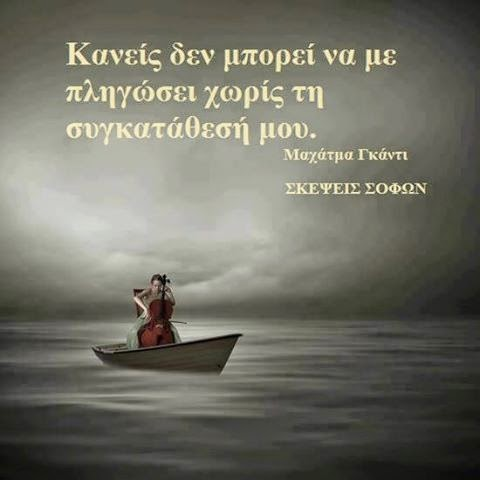 Κανείς δεν μπορεί να με
πληγώσει χωρίς τη
συγκατάθεσή μου.
Μαχάτμα Γκάντι
ΣΚΕΨΕΙΣ ΣΟΦΩΝ